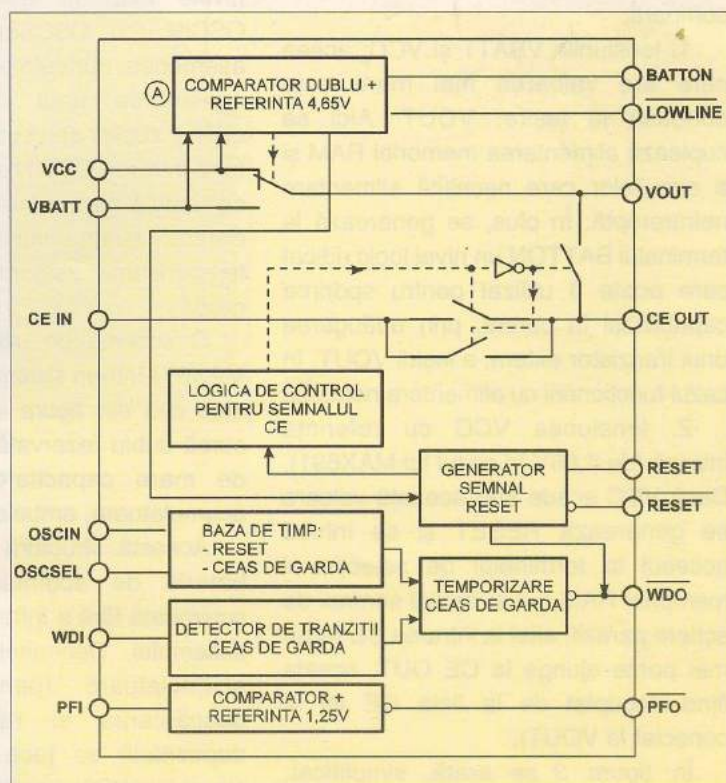 COMPARATOR DUBLU +
REFERINTA 4,65V
A
BATTON
LOWLINE
VCC
VBATT
VOUT
CE IN
CE OUT
LOGICA DE CONTROL
PENTRU SEMNALUL
CE
GENERATOR
SEMNAL
RESET
RESET
RESET
OSCIN
OSCSEL
BAZA DE TIMP:
- RESET
- CEAS DE GARDA
TEMPORIZARE
CEAS DE GARDA
WDO
WDI
DETECTOR DE TRANZITII
CEAS DE GARDA
PFI
COMPARATOR +
REFERINTA 1,25V
PFO